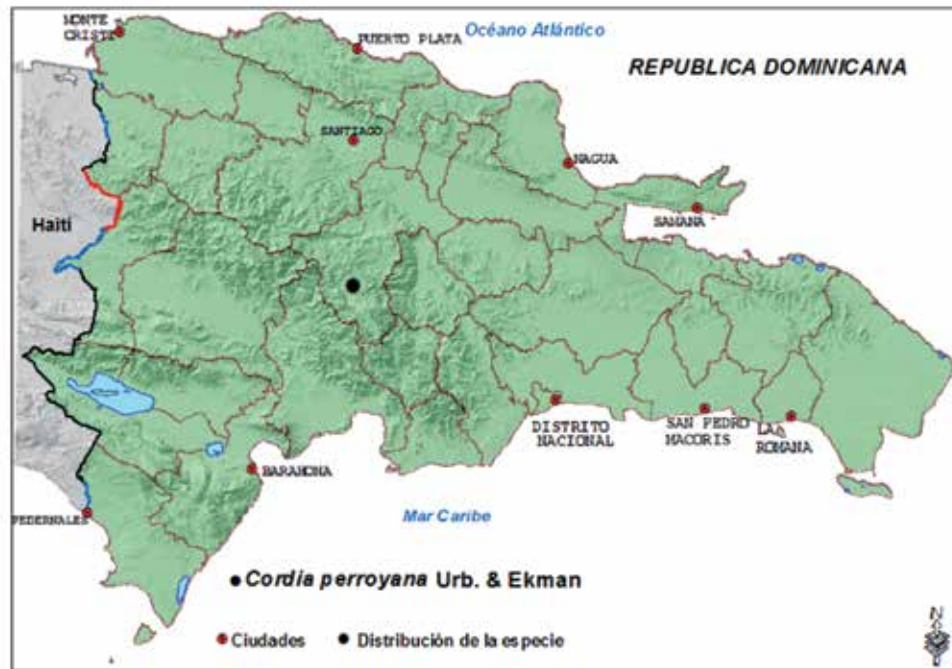 MONTE
CRISTI
PUERTO PLATA
Océano Atlántico
REPUBLICA DOMINICANA
SANTIAGO
NAGUA
SAMANA
Haití
DISTRITO
NACIONAL
SAN PEDRO
MACORIS
LA
ROMANA
BARAHONA
PEDERNALES
Mar Caribe
Cordia perroyana Urb. & Ekman
Ciudades
Distribución de la especie
N